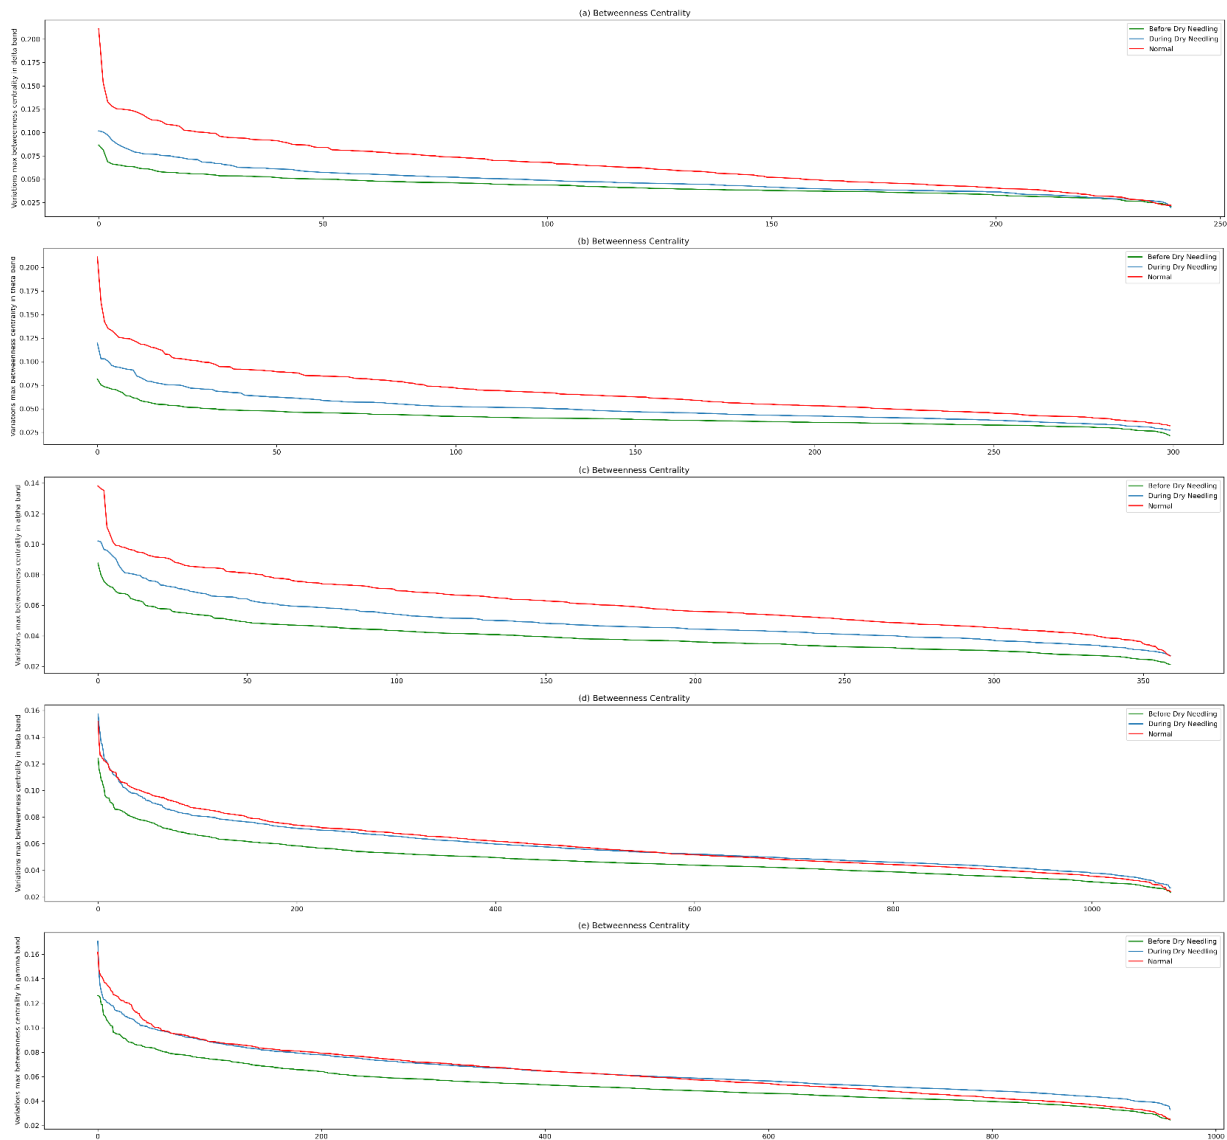 (a) Betweenness Centrality
Variations max betweenness centrality in delta band
0.200
0.175
0.150
0.125
0.100
0.075
0.050
0.025
Before Dry Needling
During Dry Needling
Normal
0 50 100 150 200 250
(b) Betweenness Centrality
Variations max betweenness centrality in theta band
0.200
0.175
0.150
0.125
0.100
0.075
0.050
0.025
Before Dry Needling
During Dry Needling
Normal
0 50 100 150 200 250 300
(c) Betweenness Centrality
Variations max betweenness centrality in alpha band
0.14
0.12
0.10
0.08
0.06
0.04
0.02
Before Dry Needling
During Dry Needling
Normal
0 50 100 150 200 250 300 350
(d) Betweenness Centrality
Variations max betweenness centrality in beta band
0.16
0.14
0.12
0.10
0.08
0.06
0.04
0.02
Before Dry Needling
During Dry Needling
Normal
0 200 400 600 800 1000
(e) Betweenness Centrality
Variations max betweenness centrality in gamma band
0.16
0.14
0.12
0.10
0.08
0.06
0.04
0.02
Before Dry Needling
During Dry Needling
Normal
0 200 400 600 800 1000